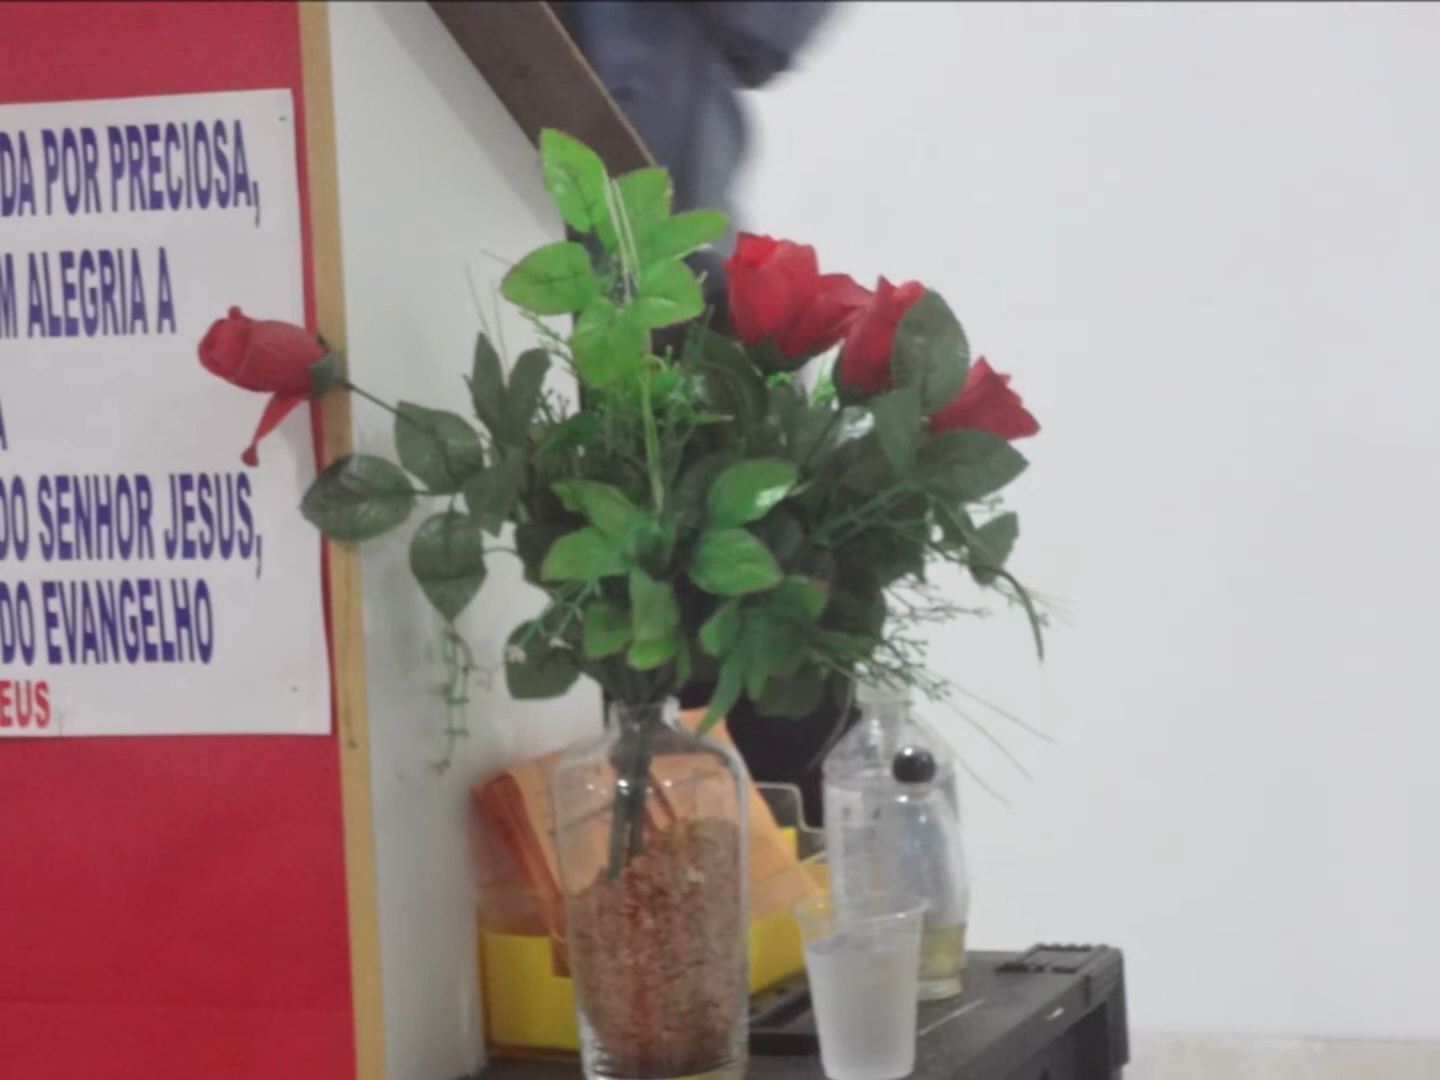 DA POR PRECIOSA,
M ALEGRIA A
A
DO SENHOR JESUS,
DO EVANGELHO
EUS